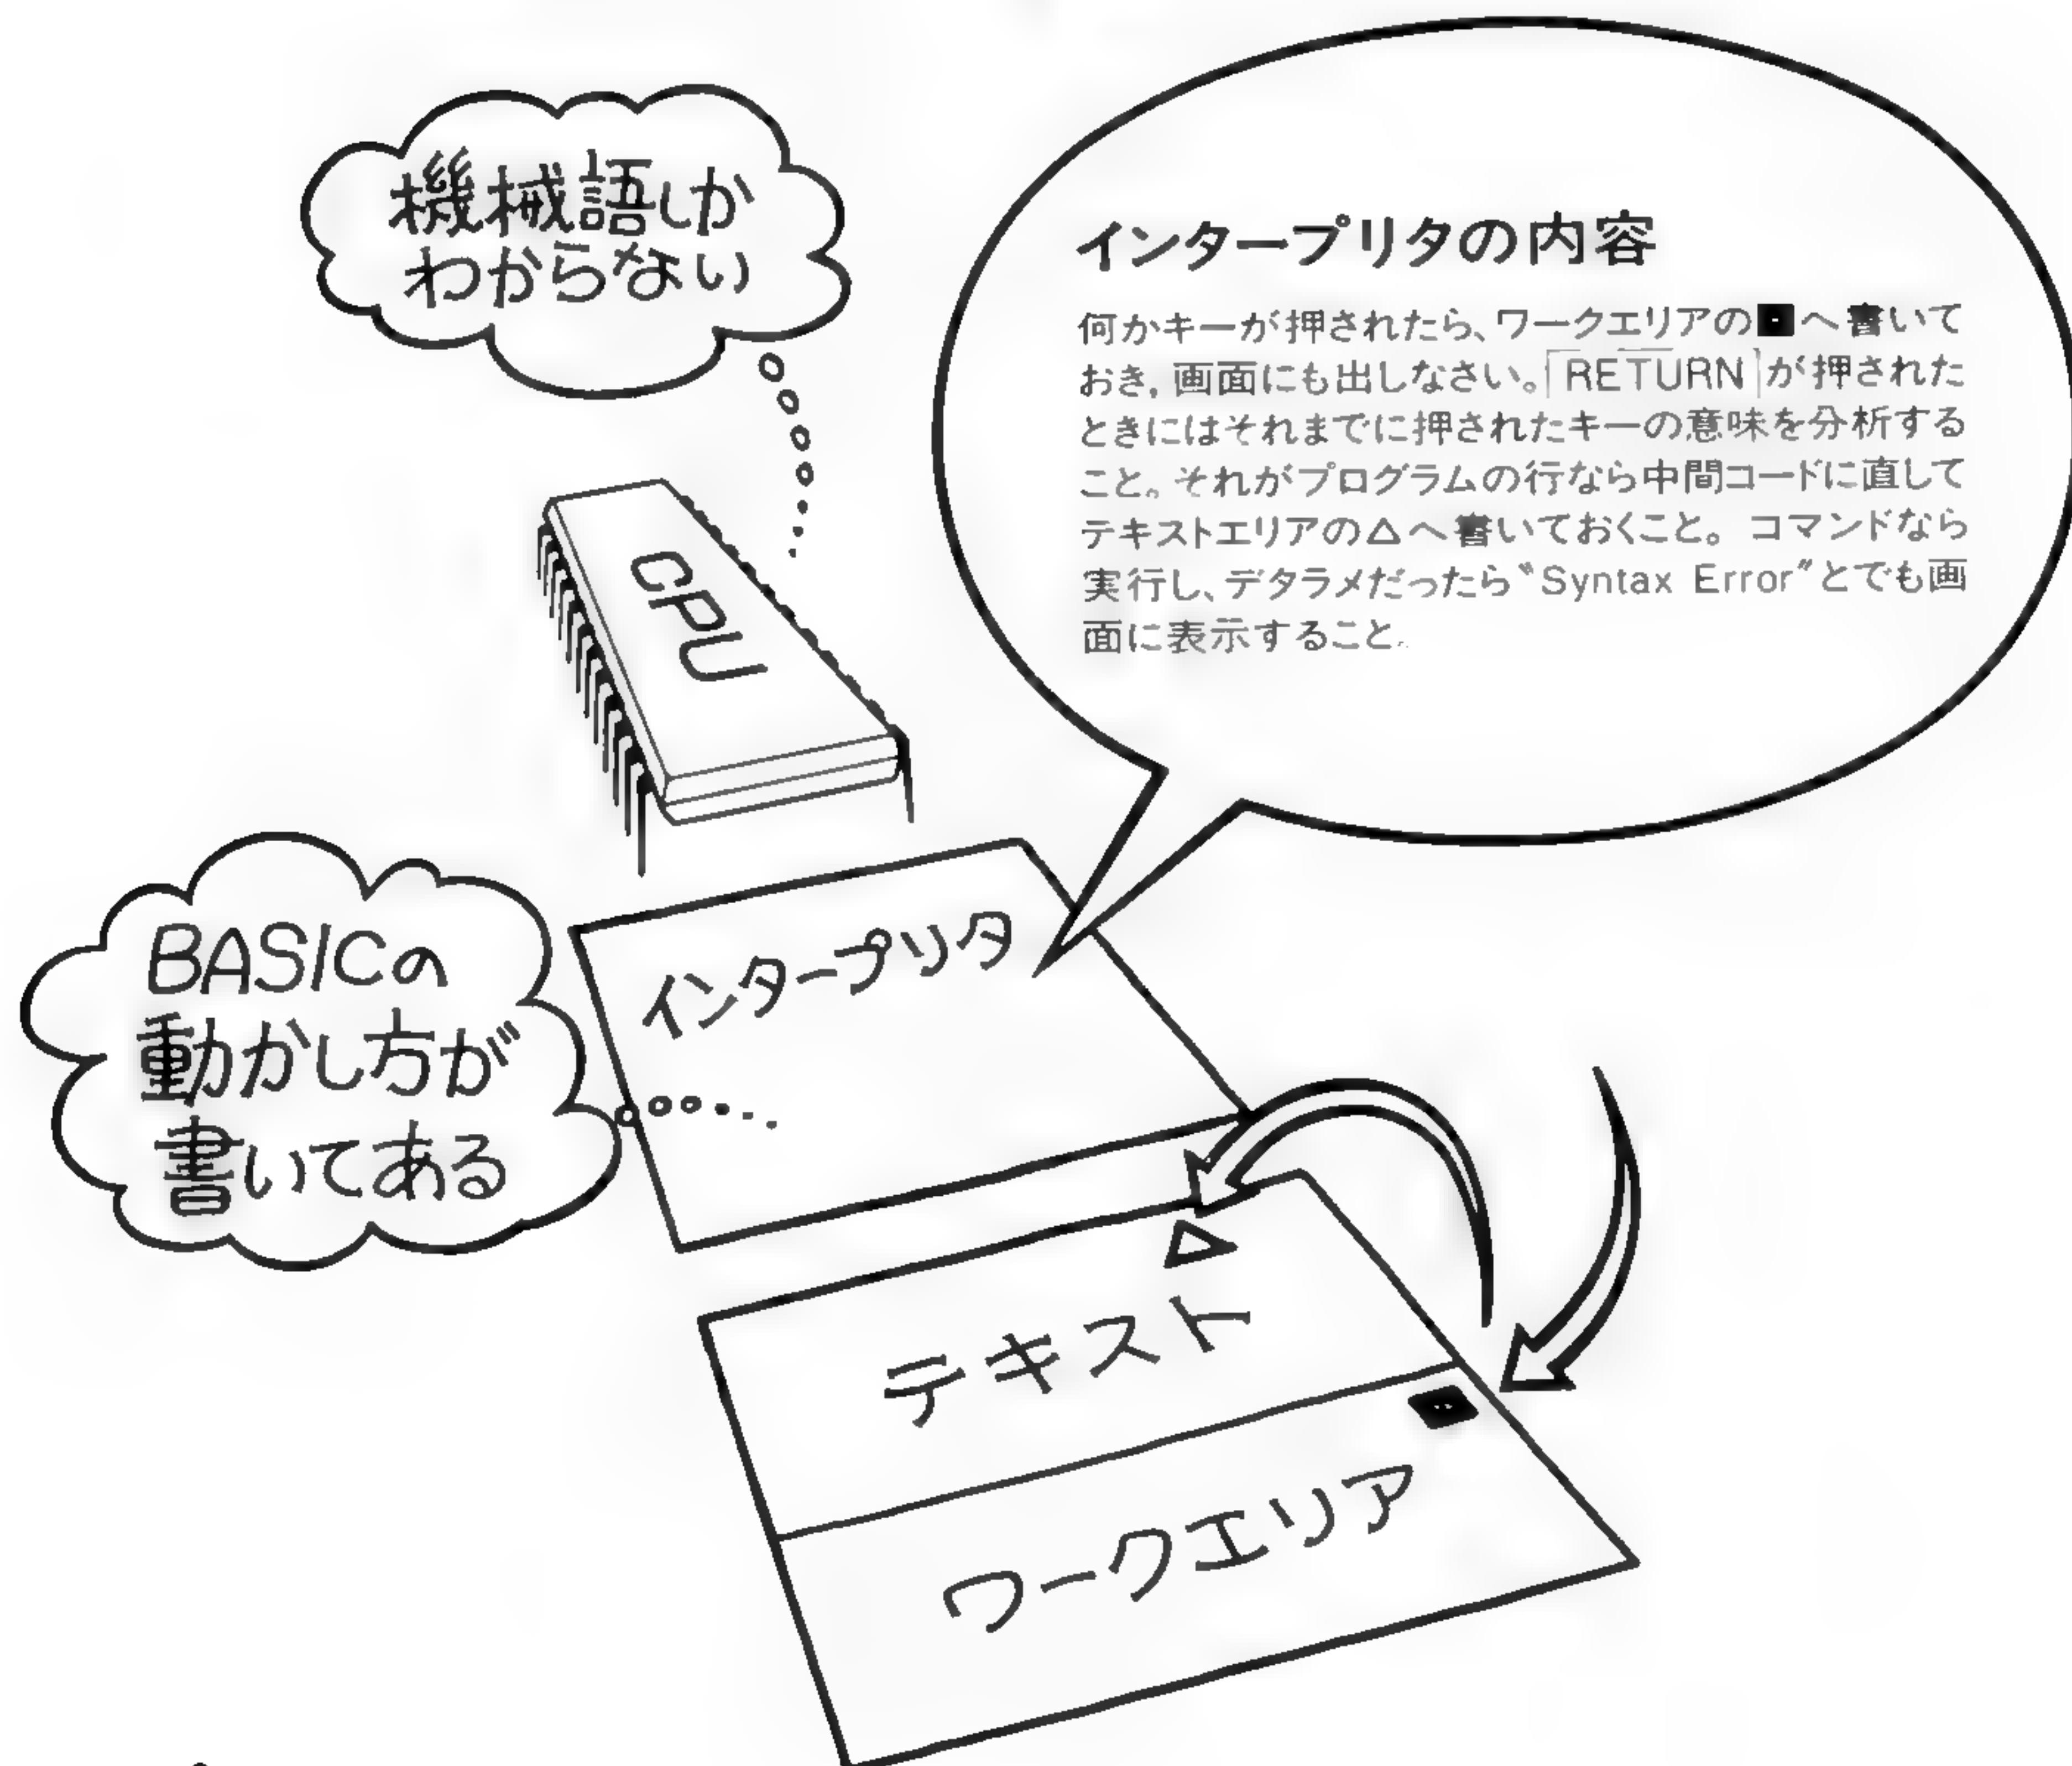 機械語しか
わからない
インタープリタの内容
何かキーが押されたら、ワークエリアの■へ書いて
おき, 画面にも出しなさい。RETURNが押された
ときにはそれまでに押されたキーの意味を分析する
こと。それがプログラムの行なら中間コードに直して
テキストエリアの△へ書いておくこと。コマンドなら
実行し、デタラメだったら〝Syntax Error″とでも画
面に表示すること.
CPU
BASICの
動かし方が
書いてある
インタープリタ
△
テキスト
ワークエリア